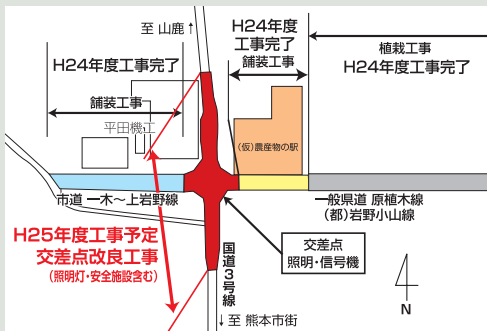 至 山鹿↑
H24年度工事完了
舗装工事
平田機工
H24年度
工事完了
舗装工事
植栽工事
H24年度工事完了
(仮)農産物の駅
市道 一木〜上岩野線
一般県道 原植木線
(都)岩野小山線
H25年度工事予定
交差点改良工事
(照明灯・安全施設含む)
国道3号線
交差点
照明・信号機
↓至 熊本市街
N